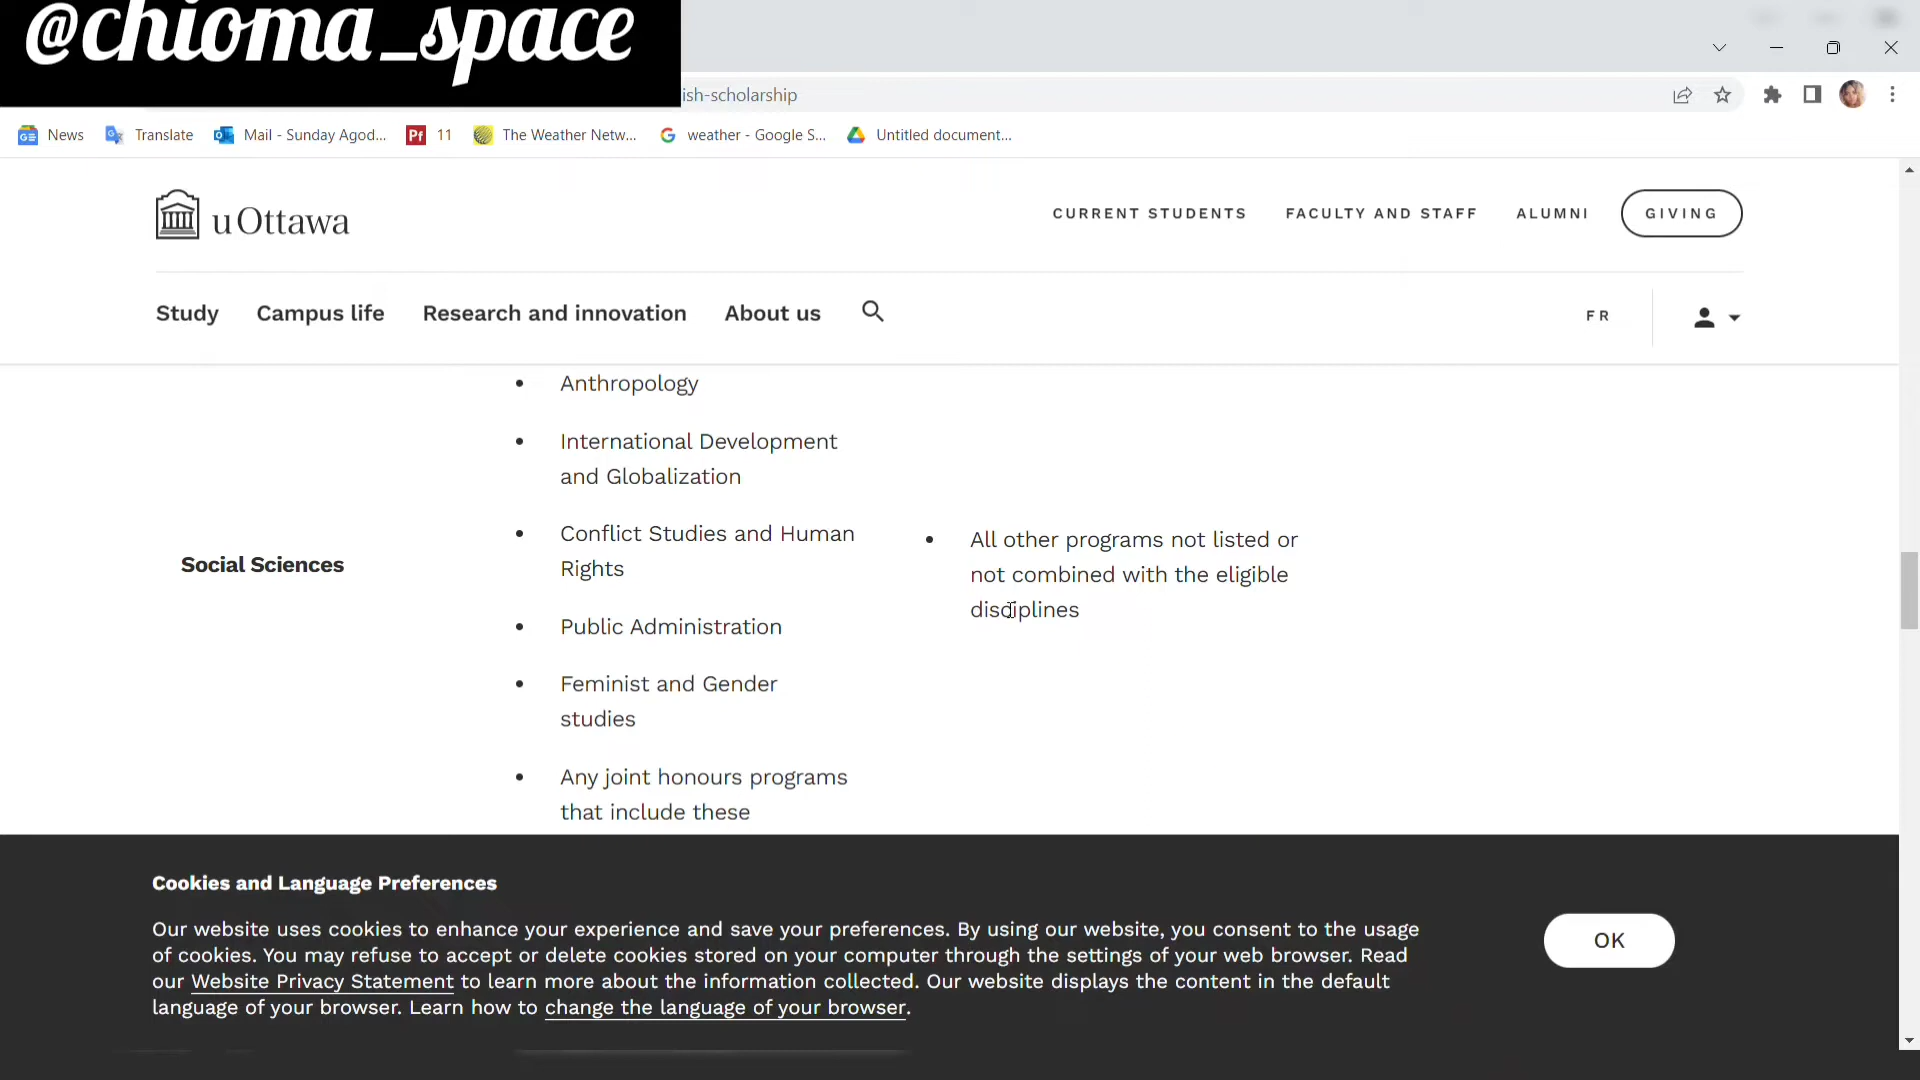 @chioma_space
ish-scholarship
News
Translate
Mail - Sunday Agod...
11
The Weather Netw...
weather - Google S...
Untitled document...
uOttawa
CURRENT STUDENTS
FACULTY AND STAFF
ALUMNI
GIVING
Study
Campus life
Research and innovation
About us
FR
Anthropology
International Development
and Globalization
Conflict Studies and Human
Rights
Public Administration
Feminist and Gender
studies
Any joint honours programs
that include these
Social Sciences
All other programs not listed or
not combined with the eligible
disciplines
Cookies and Language Preferences
Our website uses cookies to enhance your experience and save your preferences. By using our website, you consent to the usage
of cookies. You may refuse to accept or delete cookies stored on your computer through the settings of your web browser. Read
our Website Privacy Statement to learn more about the information collected. Our website displays the content in the default
language of your browser. Learn how to change the language of your browser.
OK